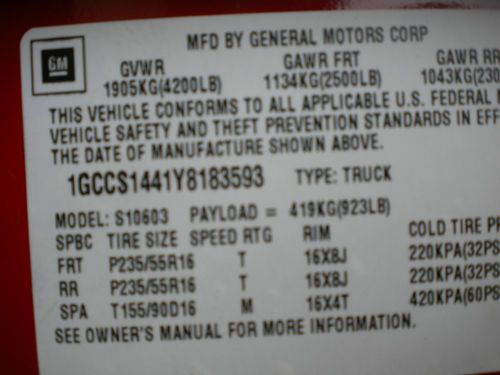 MFD BY GENERAL MOTORS CORP
GM
GVWR GAWR FRT GAWR RR
1905KG(4200LB) 1134KG(2500LB) 1043KG(230
THIS VEHICLE CONFORMS TO ALL APPLICABLE U.S. FEDERAL
VEHICLE SAFETY AND THEFT PREVENTION STANDARDS IN EFF
THE DATE OF MANUFACTURE SHOWN ABOVE.
1GCCS1441Y8183593 TYPE: TRUCK
MODEL: S10603 PAYLOAD = 419KG(923LB)
SPBC TIRE SIZE SPEED RTG RIM COLD TIRE PR
FRT P235/55R16 T 16X8J 220KPA(32PS
RR P235/55R16 T 16X8J 220KPA(32PS
SPA T155/90D16 M 16X4T 420KPA(60PS
SEE OWNER'S MANUAL FOR MORE INFORMATION.